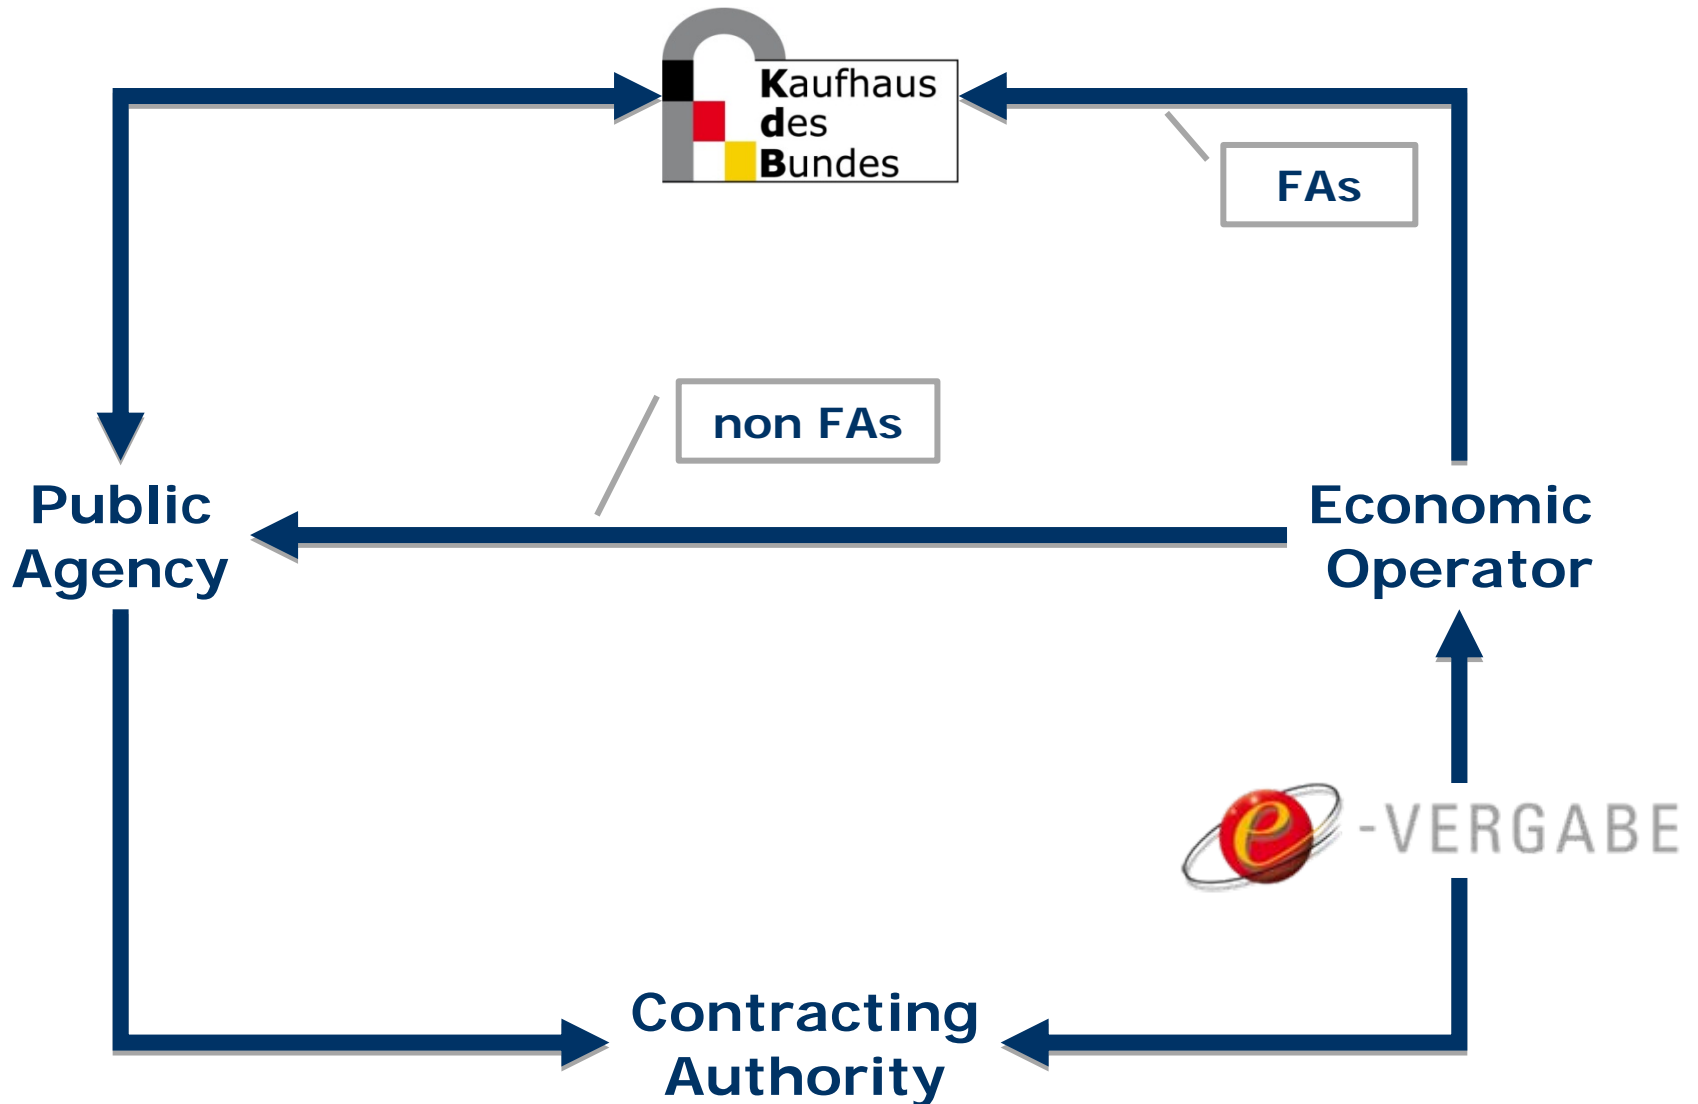 Kaufhaus
des
Bundes
FAs
non FAs
Public
Agency
Economic
Operator
e-VERGABE
Contracting
Authority